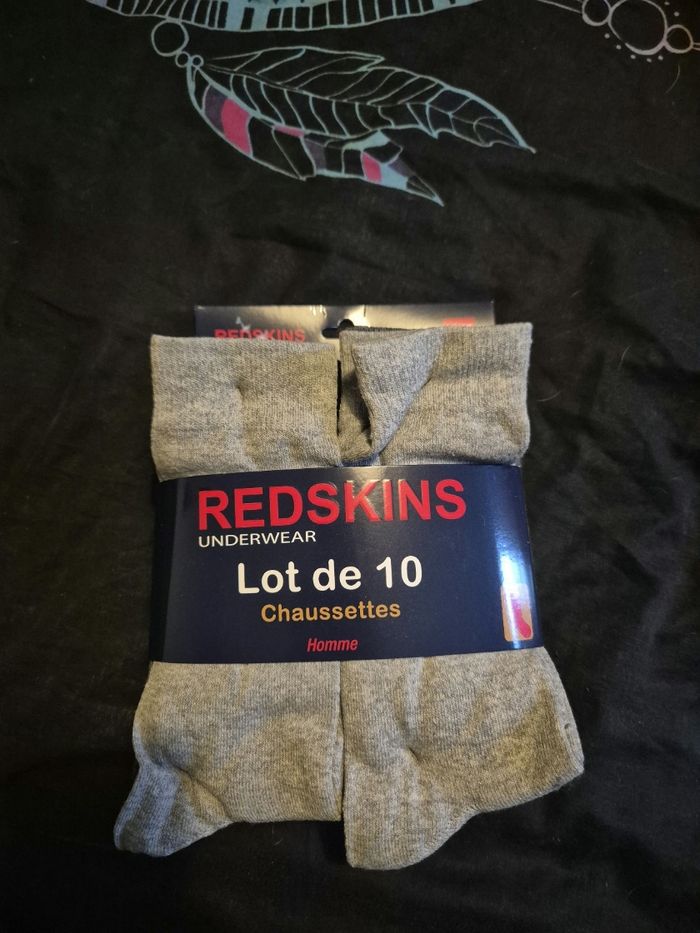 REDSKINS
REDSKINS
UNDERWEAR
Lot de 10
Chaussettes
Homme